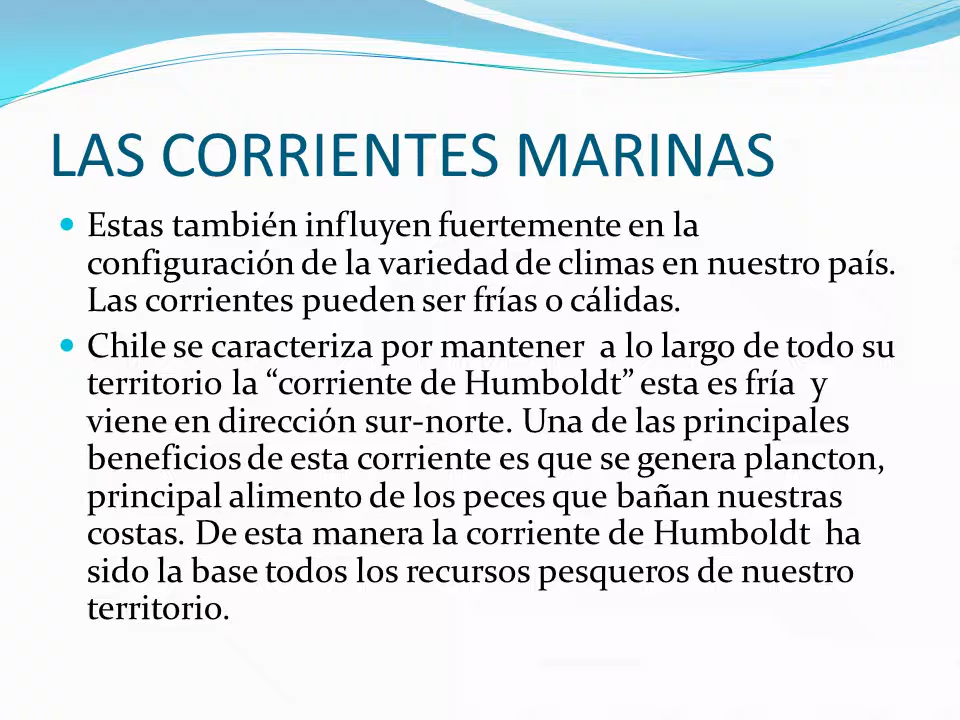 LAS CORRIENTES MARINAS
Estas también influyen fuertemente en la
configuración de la variedad de climas en nuestro país.
Las corrientes pueden ser frías o cálidas.
Chile se caracteriza por mantener  a lo largo de todo su
territorio la “corriente de Humboldt” esta es fría  y
viene en dirección sur-norte. Una de las principales
beneficios de esta corriente es que se genera plancton,
principal alimento de los peces que bañan nuestras
costas. De esta manera la corriente de Humboldt  ha
sido la base todos los recursos pesqueros de nuestro
territorio.